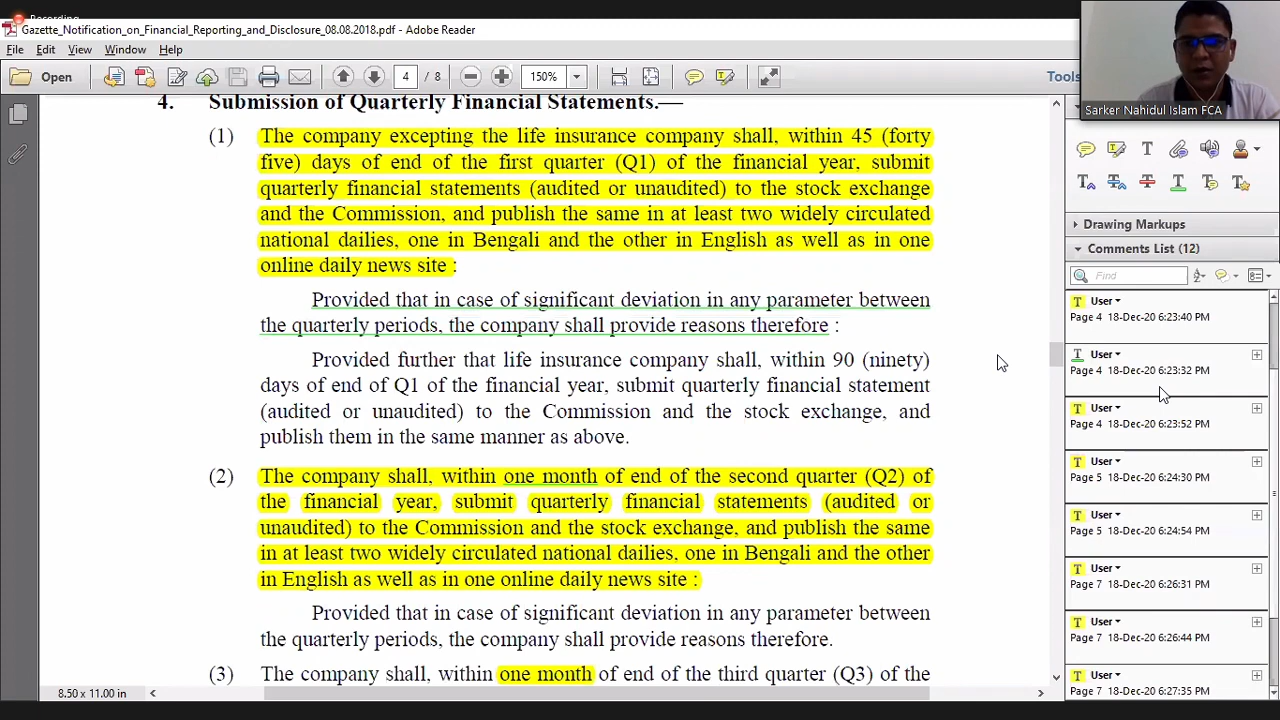 Recording
Gazette_Notification_on_Financial_Reporting_and_Disclosure_08.08.2018.pdf - Adobe Reader
File Edit View Window Help
Open 4 / 8 150% Tools
Sarker Nahidul Islam FCA
4. Submission of Quarterly Financial Statements.—
(1) The company excepting the life insurance company shall, within 45 (forty
five) days of end of the first quarter (Q1) of the financial year, submit
quarterly financial statements (audited or unaudited) to the stock exchange
and the Commission, and publish the same in at least two widely circulated
national dailies, one in Bengali and the other in English as well as in one
online daily news site :
Provided that in case of significant deviation in any parameter between
the quarterly periods, the company shall provide reasons therefore :
Provided further that life insurance company shall, within 90 (ninety)
days of end of Q1 of the financial year, submit quarterly financial statement
(audited or unaudited) to the Commission and the stock exchange, and
publish them in the same manner as above.
(2) The company shall, within one month of end of the second quarter (Q2) of
the financial year, submit quarterly financial statements (audited or
unaudited) to the Commission and the stock exchange, and publish the same
in at least two widely circulated national dailies, one in Bengali and the other
in English as well as in one online daily news site :
Provided that in case of significant deviation in any parameter between
the quarterly periods, the company shall provide reasons therefore.
(3) The company shall, within one month of end of the third quarter (Q3) of the
8.50 x 11.00 in
Drawing Markups
Comments List (12)
Find
User
Page 4 18-Dec-20 6:23:40 PM
User
Page 4 18-Dec-20 6:23:32 PM
User
Page 4 18-Dec-20 6:23:52 PM
User
Page 5 18-Dec-20 6:24:30 PM
User
Page 5 18-Dec-20 6:24:54 PM
User
Page 7 18-Dec-20 6:26:31 PM
User
Page 7 18-Dec-20 6:26:44 PM
User
Page 7 18-Dec-20 6:27:35 PM